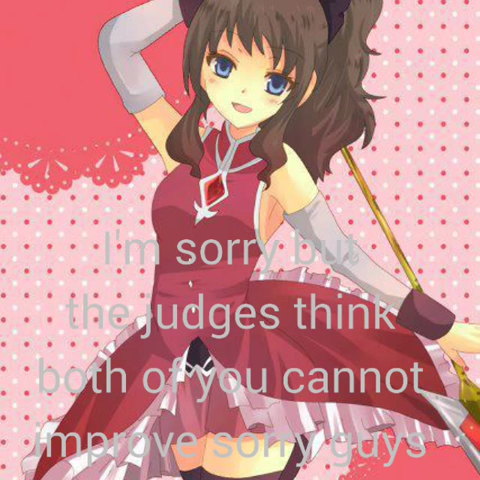 I'm sorry but
the judges think
both of you cannot
improve sorry guys